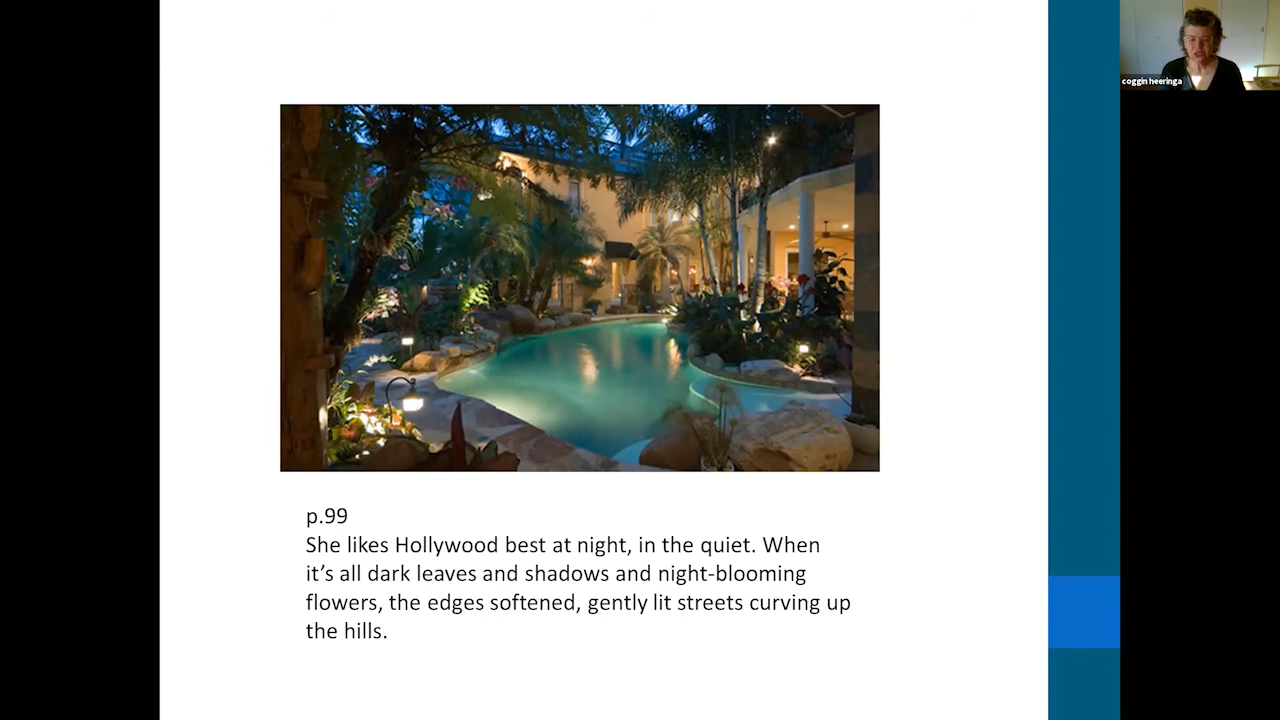 coggin heeringa
p.99
She likes Hollywood best at night, in the quiet. When
it’s all dark leaves and shadows and night-blooming
flowers, the edges softened, gently lit streets curving up
the hills.